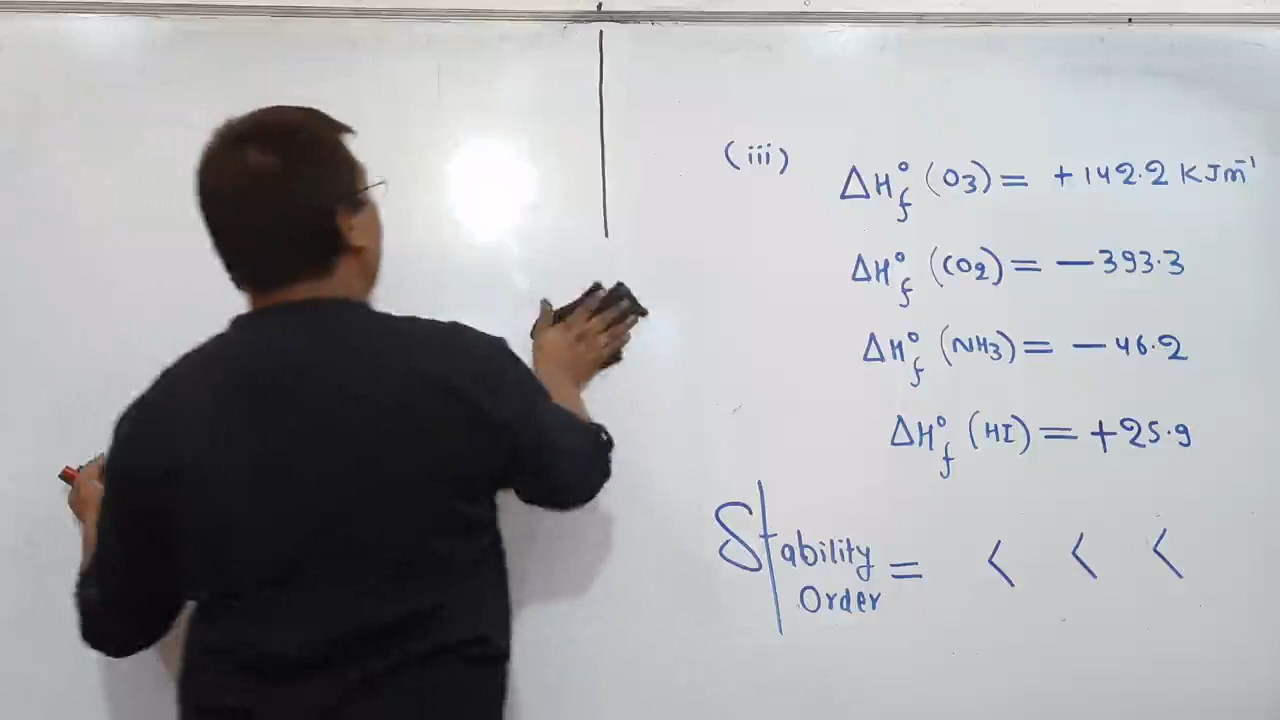 (iii)
ΔH°f (O3) = +142.2 KJm⁻¹
ΔH°f (CO2) = −393.3
ΔH°f (NH3) = −46.2
ΔH°f (HI) = +25.9
Stability = < < <
Order